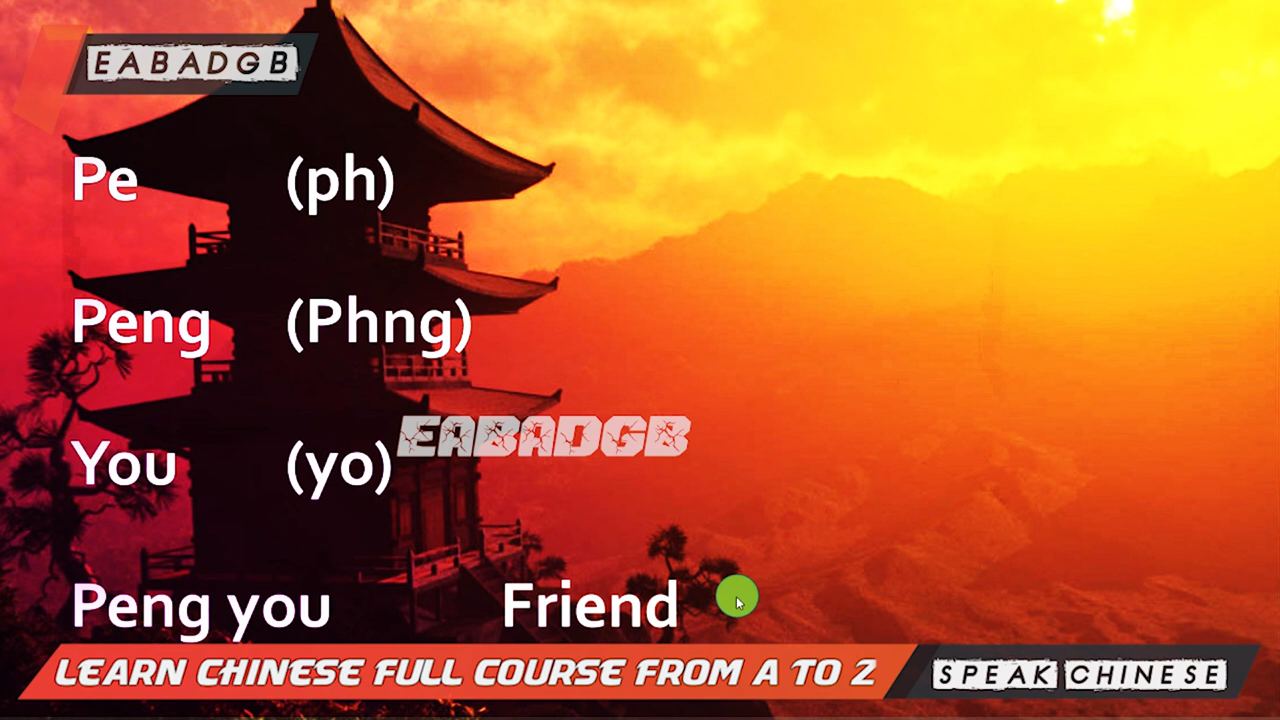 EABADGB
Pe (ph)
Peng (Phng)
EABADGB
You (yo)
Peng you Friend
LEARN CHINESE FULL COURSE FROM A TO Z
SPEAK CHINESE